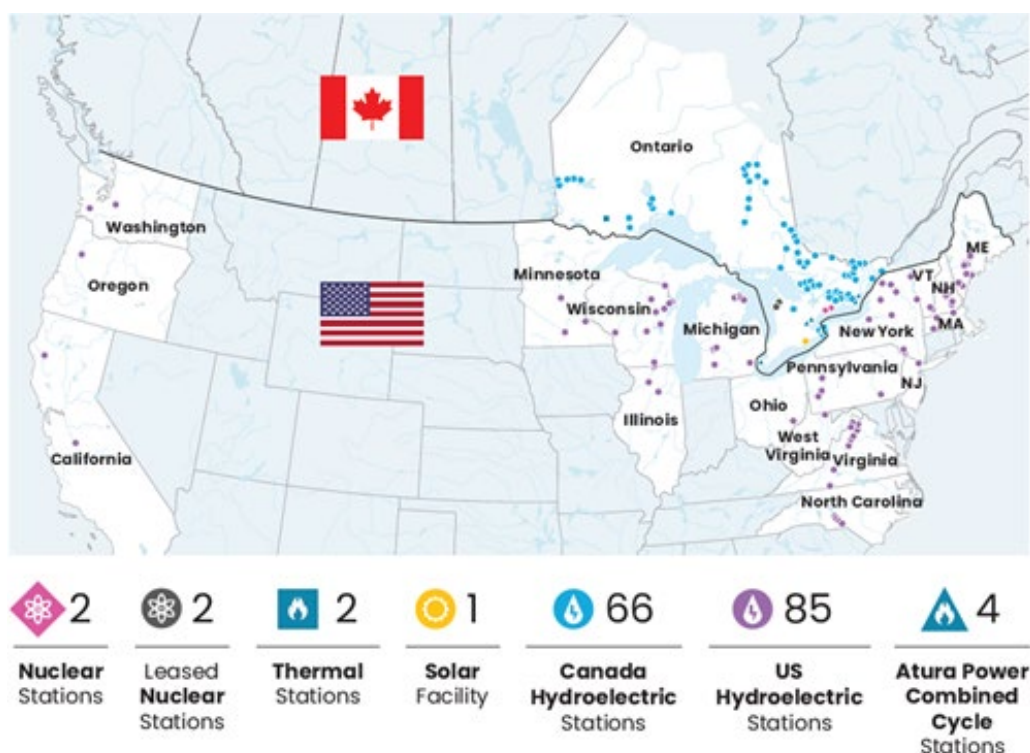 Ontario
Washington
Oregon
Minnesota
Wisconsin
Michigan
ME
VT
NH
New York
MA
Pennsylvania
NJ
Illinois
Ohio
West
Virginia
Virginia
California
North Carolina
2
Nuclear
Stations
2
Leased
Nuclear
Stations
2
Thermal
Stations
1
Solar
Facility
66
Canada
Hydroelectric
Stations
85
US
Hydroelectric
Stations
4
Atura Power
Combined
Cycle
Stations